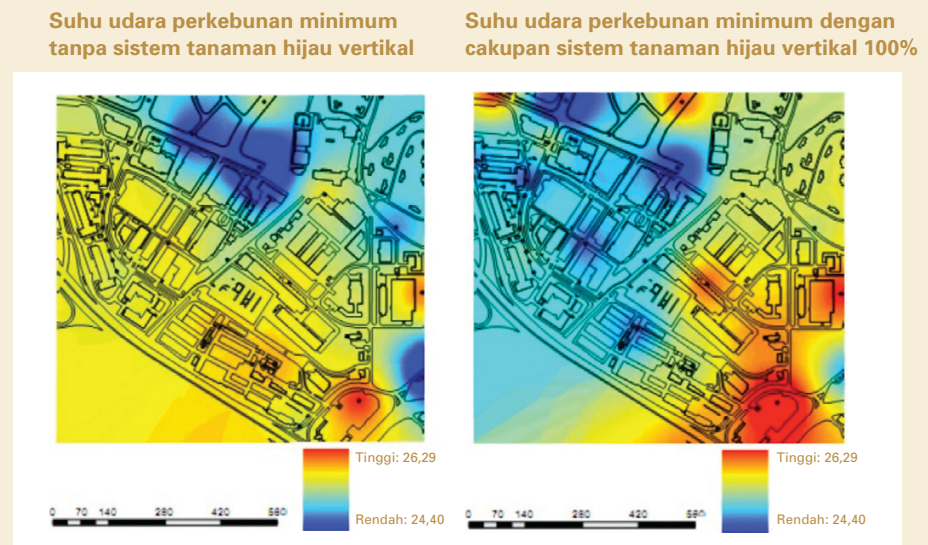 Suhu udara perkebunan minimum
tanpa sistem tanaman hijau vertikal
Suhu udara perkebunan minimum dengan
cakupan sistem tanaman hijau vertikal 100%
Tinggi: 26,29
Rendah: 24,40
0 70 140 280 420 560
Tinggi: 26,29
Rendah: 24,40
0 70 140 280 420 560